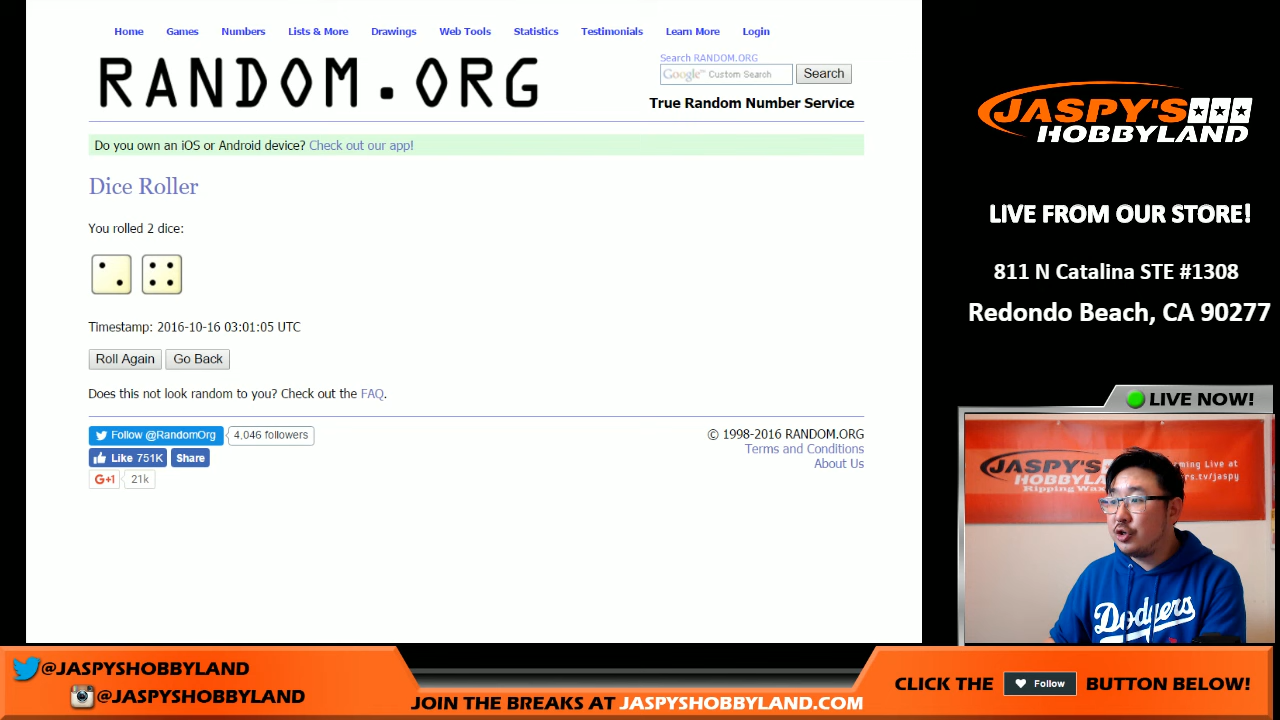 Home Games Numbers Lists & More Drawings Web Tools Statistics Testimonials Learn More Login
RANDOM.ORG
Search RANDOM.ORG
Google™ Custom Search Search
True Random Number Service
Do you own an iOS or Android device? Check out our app!
Dice Roller
You rolled 2 dice:
Timestamp: 2016-10-16 03:01:05 UTC
Roll Again Go Back
Does this not look random to you? Check out the FAQ.
Follow @RandomOrg 4,046 followers
Like 751K Share
G+1 21k
© 1998-2016 RANDOM.ORG
Terms and Conditions
About Us
JASPY'S
HOBBYLAND
LIVE FROM OUR STORE!
811 N Catalina STE #1308
Redondo Beach, CA 90277
LIVE NOW!
JASPY'S
HOBBYLAND
Ripping Wax
Live at
tv/jaspy
Dodgers
@JASPYSHOBBYLAND
@JASPYSHOBBYLAND
JOIN THE BREAKS AT JASPYSHOBBYLAND.COM
CLICK THE Follow BUTTON BELOW!